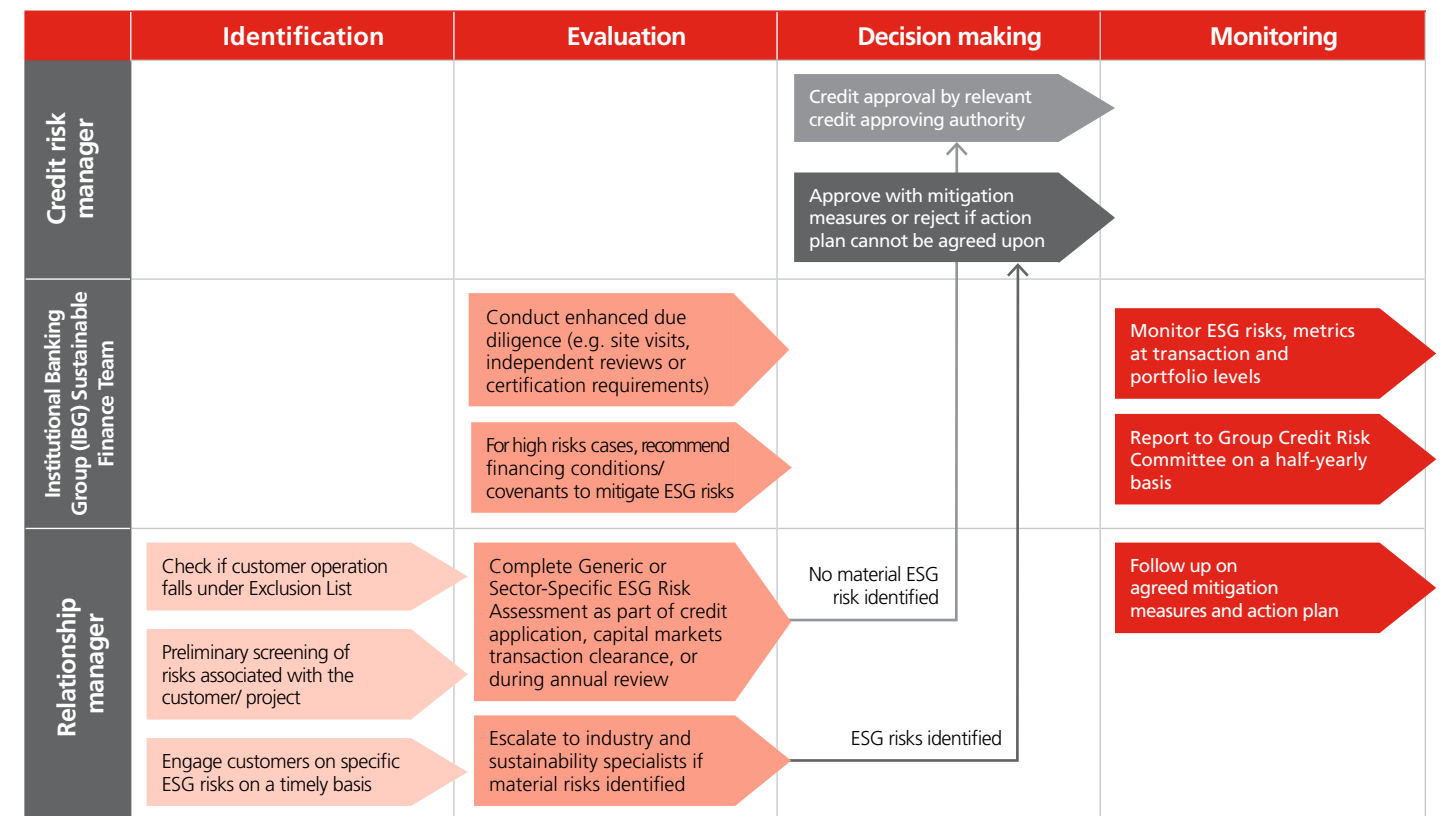 Identification
Evaluation
Decision making
Monitoring
Credit risk
manager
Credit approval by relevant
credit approving authority
Approve with mitigation
measures or reject if action
plan cannot be agreed upon
Institutional Banking
Group (IBG) Sustainable
Finance Team
Conduct enhanced due
diligence (e.g. site visits,
independent reviews or
certification requirements)
For high risks cases, recommend
financing conditions/
covenants to mitigate ESG risks
Monitor ESG risks, metrics
at transaction and
portfolio levels
Report to Group Credit Risk
Committee on a half-yearly
basis
Relationship
manager
Check if customer operation
falls under Exclusion List
Preliminary screening of
risks associated with the
customer/ project
Engage customers on specific
ESG risks on a timely basis
Complete Generic or
Sector-Specific ESG Risk
Assessment as part of credit
application, capital markets
transaction clearance, or
during annual review
Escalate to industry and
sustainability specialists if
material risks identified
No material ESG
risk identified
ESG risks identified
Follow up on
agreed mitigation
measures and action plan